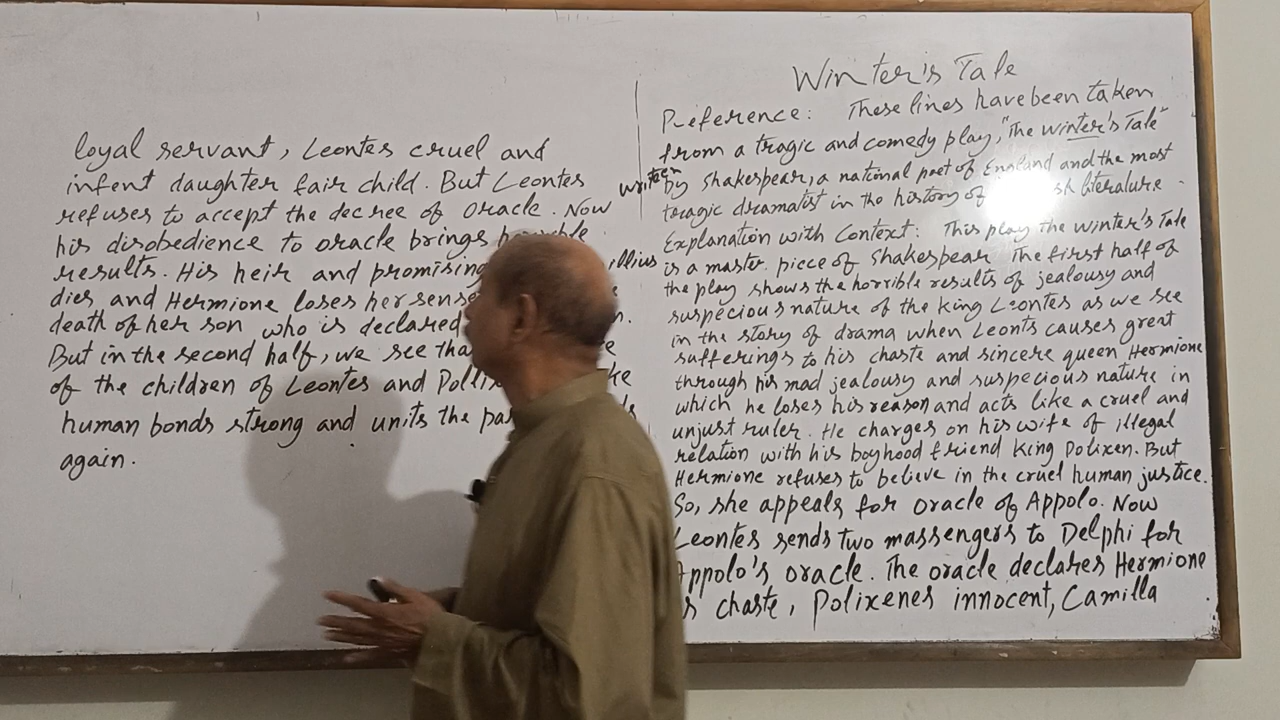 Winter's Tale
Reference: These lines have been taken
from a tragic and comedy play, "The Winter's Tale"
written by Shakespear, a national poet of England and the most
toragic dramatist in the history of literature.
Explanation with Context: This play the Winter's Tale
is a master piece of Shakespear. The first half of
the play shows the horrible results of jealousy and
suspecious nature of the king Leontes as we see
in the story of drama when Leonts causes great
sufferings to his chaste and sincere queen Hermione
through his mad jealousy and suspecious nature in
which he loses his reason and acts like a cruel and
unjust ruler. He charges on his wife of illegal
relation with his boyhood friend King Polixen. But
Hermione refuses to believe in the cruel human justice.
So, she appeals for oracle of Appolo. Now
Leontes sends two massengers to Delphi for
Appolo's oracle. The oracle declares Hermione
is chaste, Polixenes innocent, Camilla
loyal servant, Leontes cruel and
infent daughter fair child. But Leontes
refuses to accept the decree of oracle. Now
his disobedience to oracle brings
results. His heir and promising
dies and Hermione loses her
death of her son who is declared
But in the second half, we see
of the children of Leontes and
human bonds strong and units the
again.